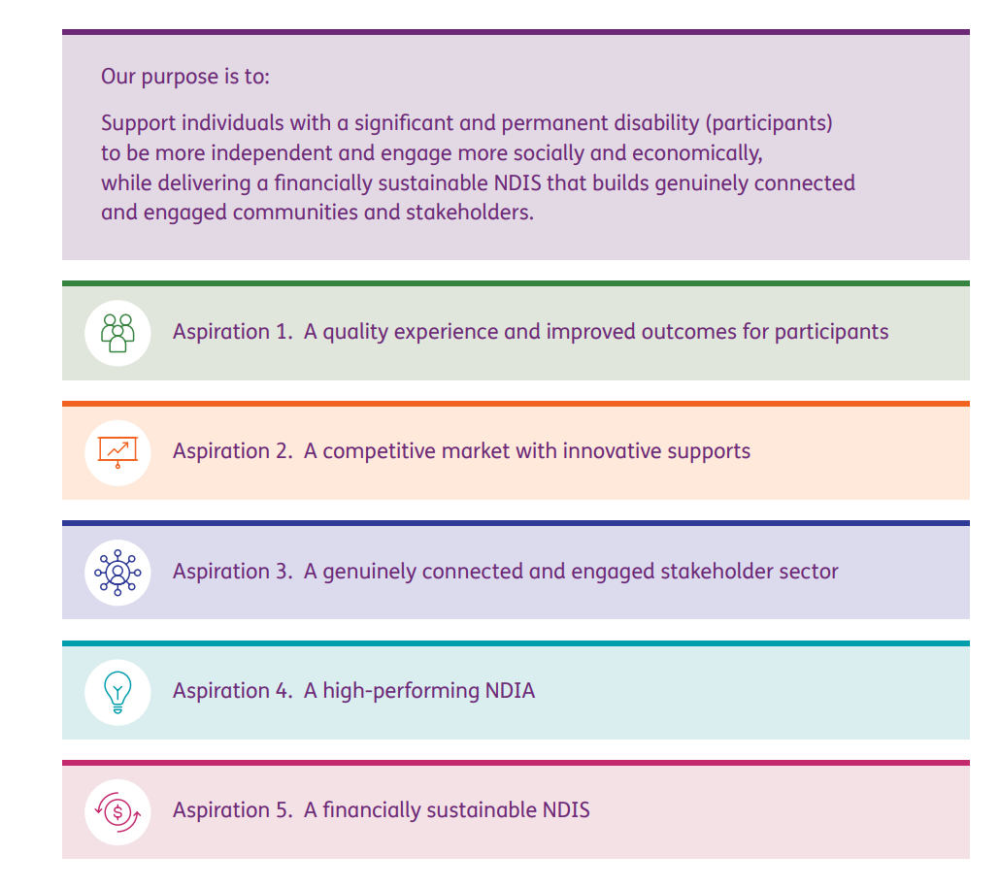 Our purpose is to:
Support individuals with a significant and permanent disability (participants)
to be more independent and engage more socially and economically,
while delivering a financially sustainable NDIS that builds genuinely connected
and engaged communities and stakeholders.
Aspiration 1. A quality experience and improved outcomes for participants
Aspiration 2. A competitive market with innovative supports
Aspiration 3. A genuinely connected and engaged stakeholder sector
Aspiration 4. A high-performing NDIA
$
Aspiration 5. A financially sustainable NDIS